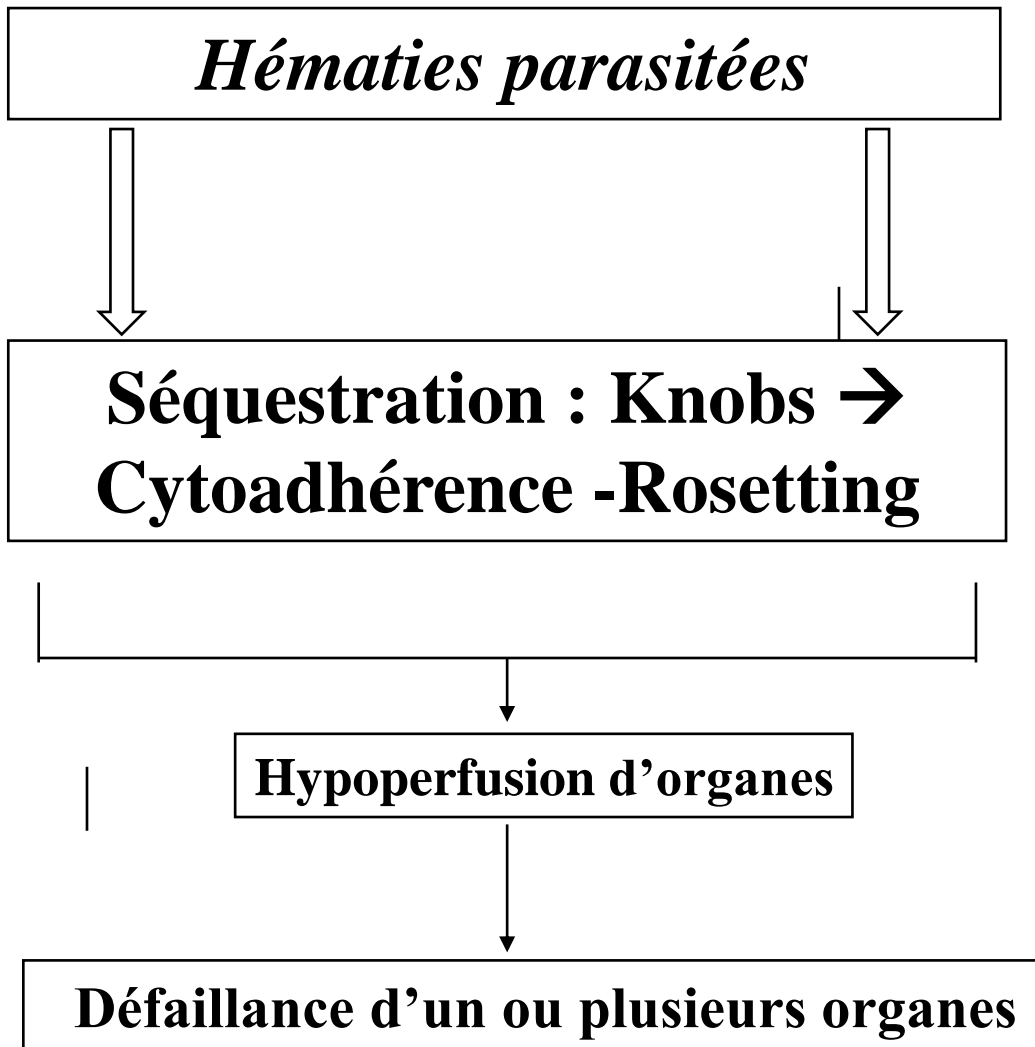 Hématies parasitées
Séquestration : Knobs →
Cytoadhérence -Rosetting
Hypoperfusion d’organes
Défaillance d’un ou plusieurs organes